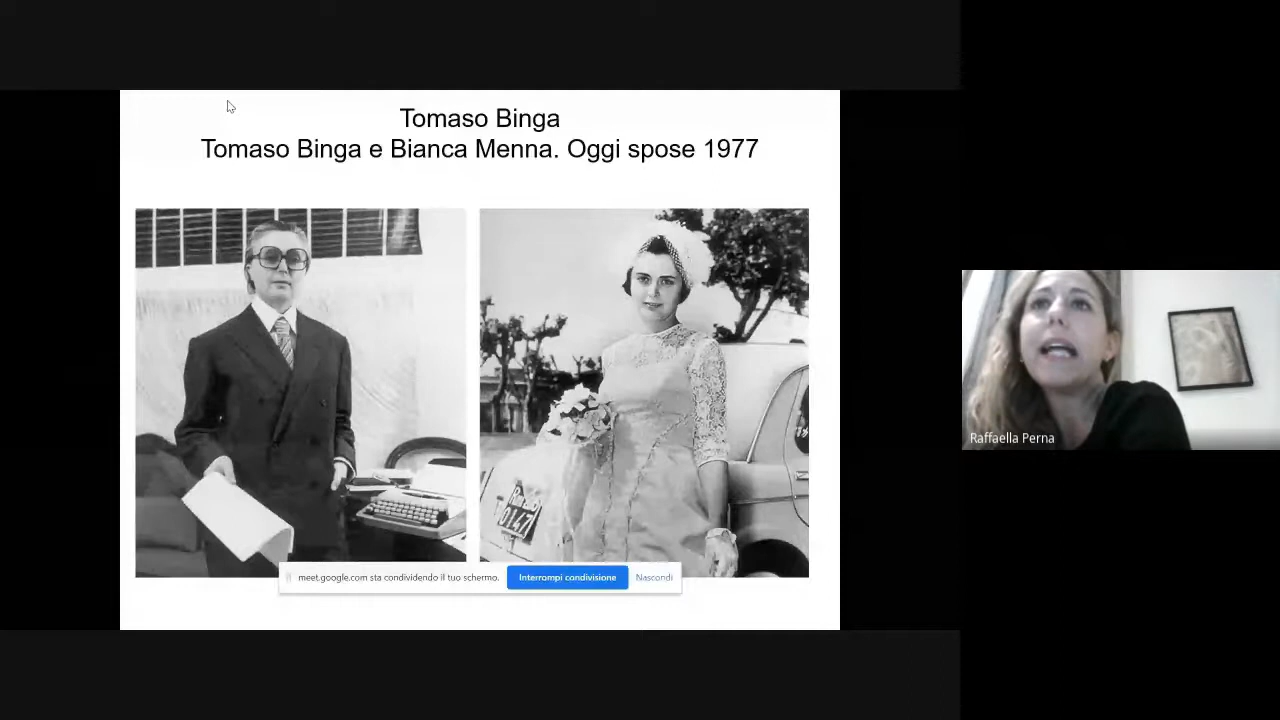 Tomaso Binga
Tomaso Binga e Bianca Menna. Oggi spose 1977
meet.google.com sta condividendo il tuo schermo.
Interrompi condivisione
Nascondi
Raffaella Perna